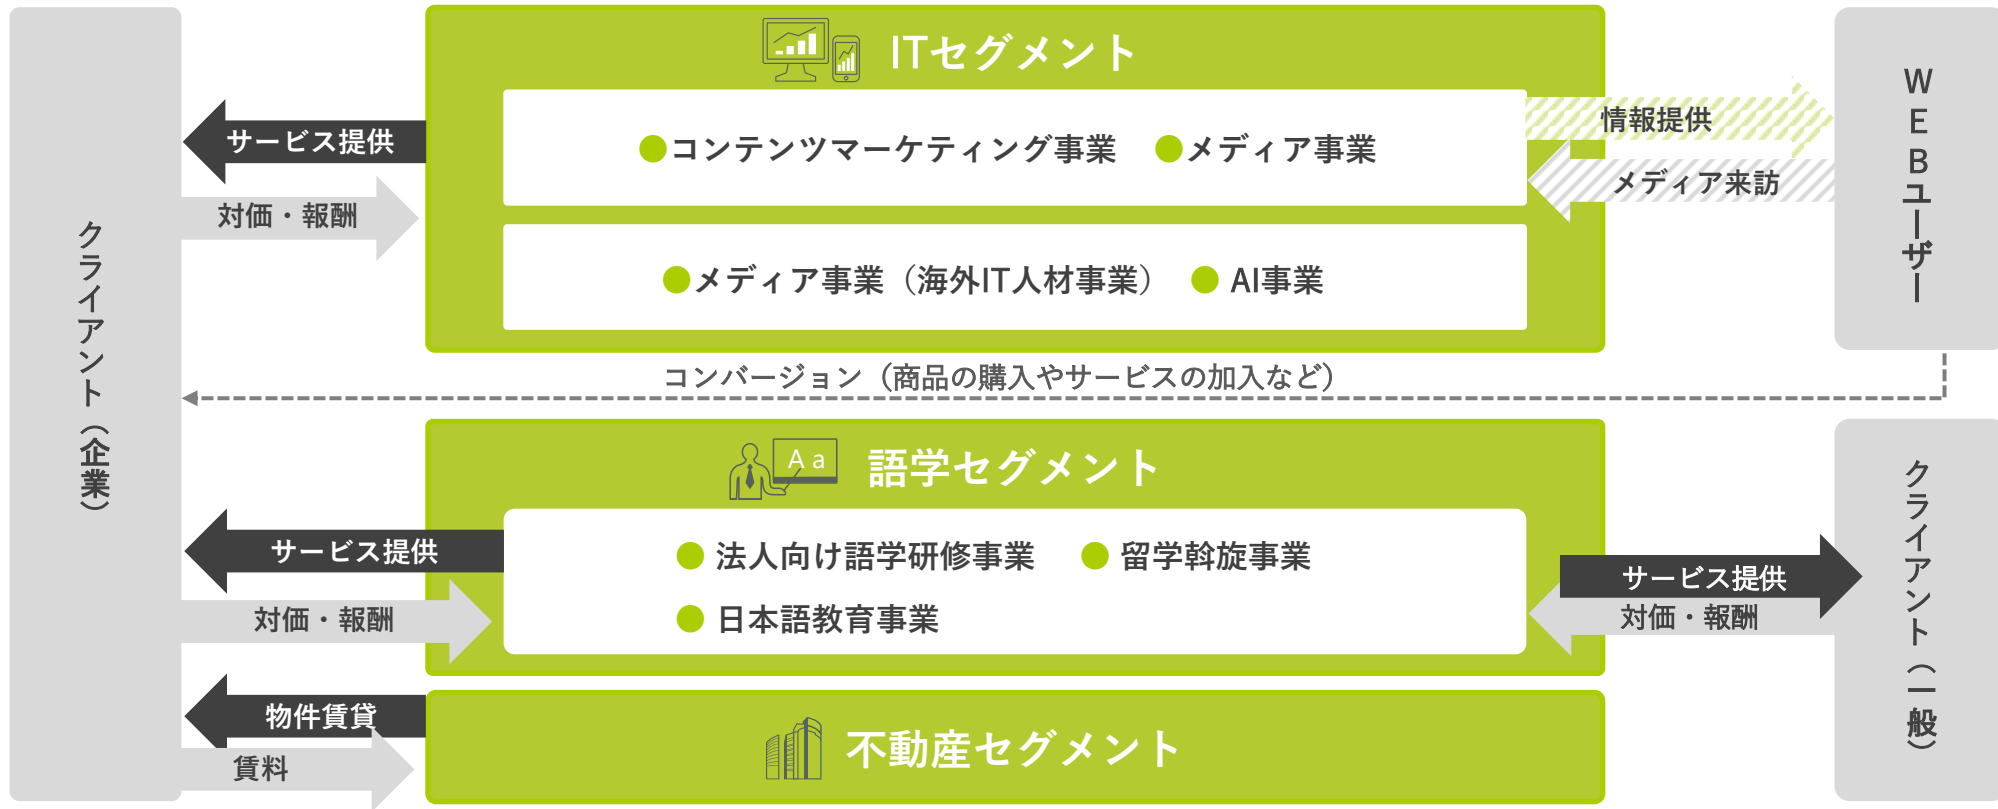 ITセグメント
コンテンツマーケティング事業
メディア事業
メディア事業（海外IT人材事業）
AI事業
サービス提供
対価・報酬
情報提供
メディア来訪
WEBユーザー
クライアント（企業）
コンバージョン（商品の購入やサービスの加入など）
Aa
語学セグメント
法人向け語学研修事業
留学斡旋事業
日本語教育事業
サービス提供
対価・報酬
サービス提供
対価・報酬
クライアント（一般）
物件賃貸
賃料
不動産セグメント